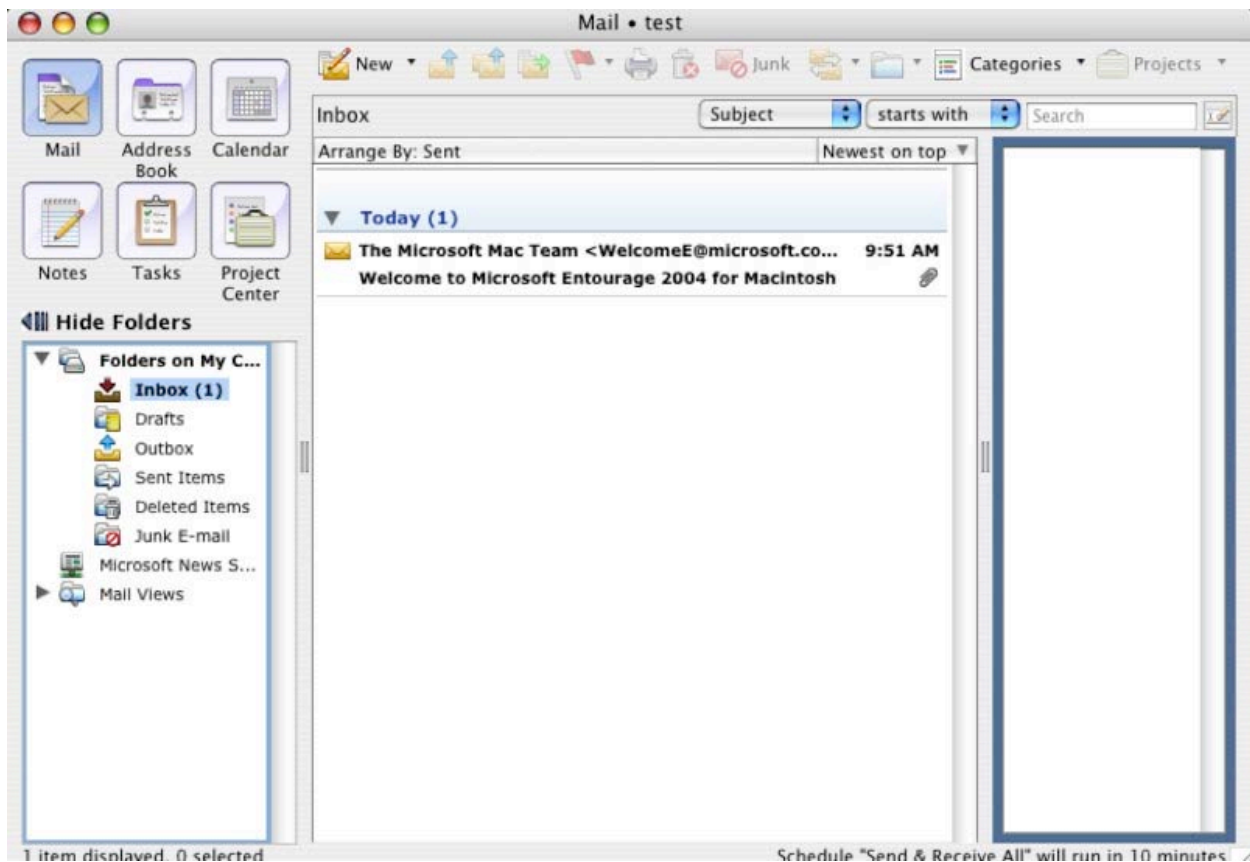 Mail • test
New
Junk
Categories
Projects
Mail
Address Book
Calendar
Notes
Tasks
Project Center
Hide Folders
Folders on My C...
Inbox (1)
Drafts
Outbox
Sent Items
Deleted Items
Junk E-mail
Microsoft News S...
Mail Views
Inbox
Subject
starts with
Search
Arrange By: Sent
Newest on top
Today (1)
The Microsoft Mac Team <WelcomeE@microsoft.co... 9:51 AM
Welcome to Microsoft Entourage 2004 for Macintosh
1 item displayed, 0 selected
Schedule "Send & Receive All" will run in 10 minutes.